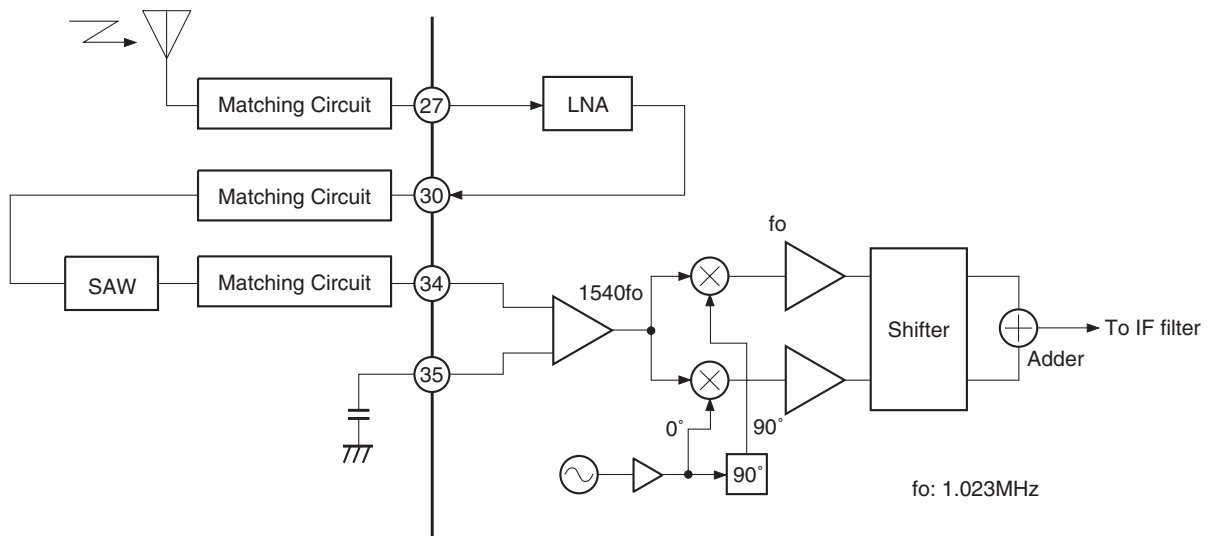 Matching Circuit
27
LNA
Matching Circuit
30
fo
SAW
Matching Circuit
34
1540fo
Shifter
To IF filter
Adder
35
0°
90°
90°
fo: 1.023MHz